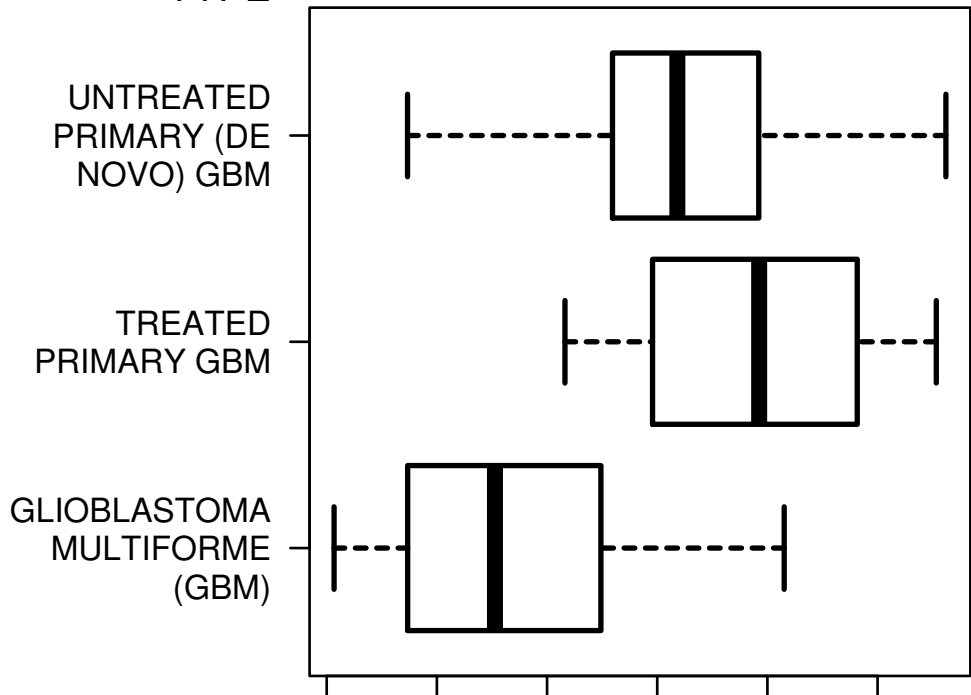 UNTREATED
PRIMARY (DE
NOVO) GBM
TREATED
PRIMARY GBM
GLIOBLASTOMA
MULTIFORME
(GBM)